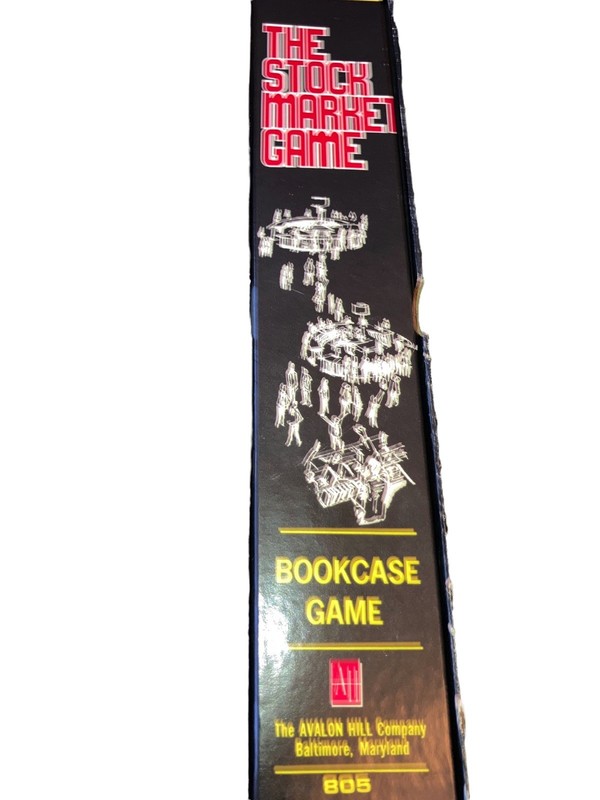 THE
STOCK
MARKET
GAME
BOOKCASE
GAME
AH
The AVALON HILL Company
Baltimore, Maryland
805